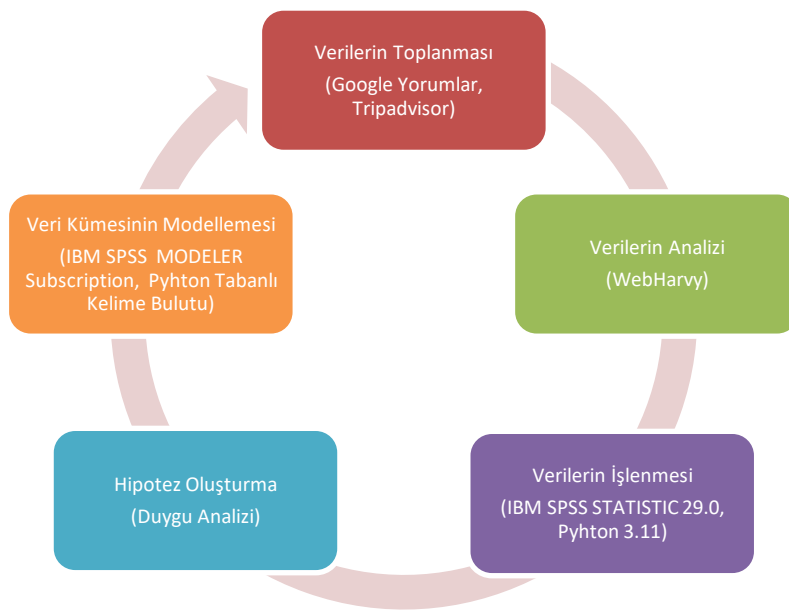 Verilerin Toplanması
(Google Yorumlar,
Tripadvisor)
Verilerin Analizi
(WebHarvy)
Verilerin İşlenmesi
(IBM SPSS STATISTIC 29.0,
Pyhton 3.11)
Hipotez Oluşturma
(Duygu Analizi)
Veri Kümesinin Modellemesi
(IBM SPSS MODELER
Subscription, Pyhton Tabanlı
Kelime Bulutu)